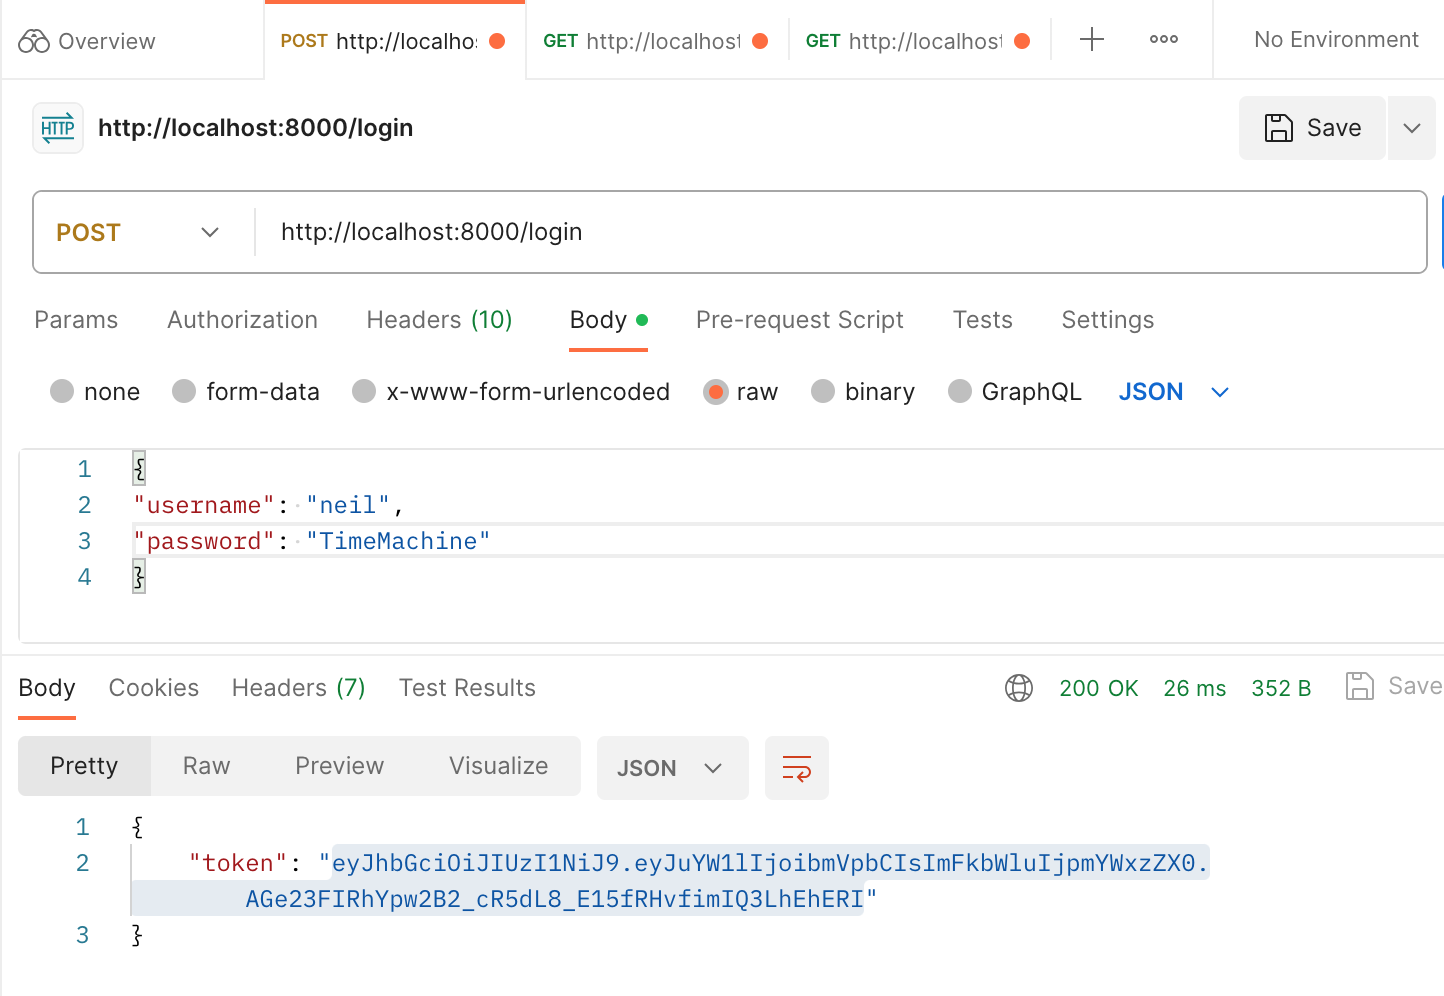 Overview
POST http://localho
GET http://localhost
GET http://localhost
No Environment
HTTP http://localhost:8000/login
Save
POST http://localhost:8000/login
Params Authorization Headers (10) Body Pre-request Script Tests Settings
none form-data x-www-form-urlencoded raw binary GraphQL JSON
1 {
2 "username": "neil",
3 "password": "TimeMachine"
4 }
Body Cookies Headers (7) Test Results 200 OK 26 ms 352 B Save
Pretty Raw Preview Visualize JSON
1 {
2 "token": "eyJhbGciOiJIUzI1NiJ9.eyJuYW1lIjoibmVpbCIsImFkbWluIjpmYWxzZX0.
AGe23FIRhYpw2B2_cR5dL8_E15fRHvfimIQ3LhEhERI"
3 }